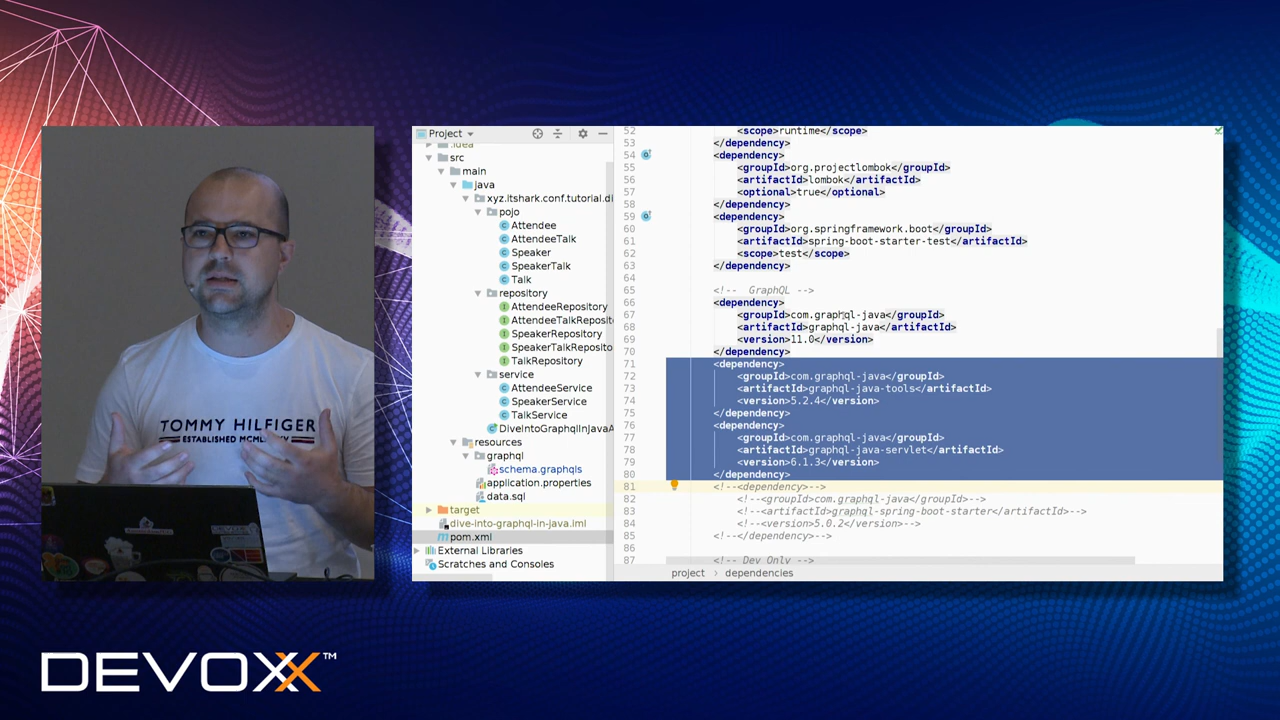 TOMMY HILFIGER
DEVOXX™
Project
.idea
src
main
java
xyz.itshark.conf.tutorial.di
pojo
Attendee
AttendeeTalk
Speaker
SpeakerTalk
Talk
repository
AttendeeRepository
AttendeeTalkReposit
SpeakerRepository
SpeakerTalkReposito
TalkRepository
service
AttendeeService
SpeakerService
TalkService
DiveIntoGraphqlInJavaA
resources
graphql
schema.graphqls
application.properties
data.sql
target
dive-into-graphql-in-java.iml
pom.xml
External Libraries
Scratches and Consoles
52 <scope>runtime</scope>
53 </dependency>
54 <dependency>
55 <groupId>org.projectlombok</groupId>
56 <artifactId>lombok</artifactId>
57 <optional>true</optional>
58 </dependency>
59 <dependency>
60 <groupId>org.springframework.boot</groupId>
61 <artifactId>spring-boot-starter-test</artifactId>
62 <scope>test</scope>
63 </dependency>
64
65 <!-- GraphQL -->
66 <dependency>
67 <groupId>com.graphql-java</groupId>
68 <artifactId>graphql-java</artifactId>
69 <version>11.0</version>
70 </dependency>
71 <dependency>
72 <groupId>com.graphql-java</groupId>
73 <artifactId>graphql-java-tools</artifactId>
74 <version>5.2.4</version>
75 </dependency>
76 <dependency>
77 <groupId>com.graphql-java</groupId>
78 <artifactId>graphql-java-servlet</artifactId>
79 <version>6.1.3</version>
80 </dependency>
81 <!--<dependency>-->
82 <!--<groupId>com.graphql-java</groupId>-->
83 <!--<artifactId>graphql-spring-boot-starter</artifactId>-->
84 <!--<version>5.0.2</version>-->
85 <!--</dependency>-->
86
87 <!-- Dev Only -->
project > dependencies